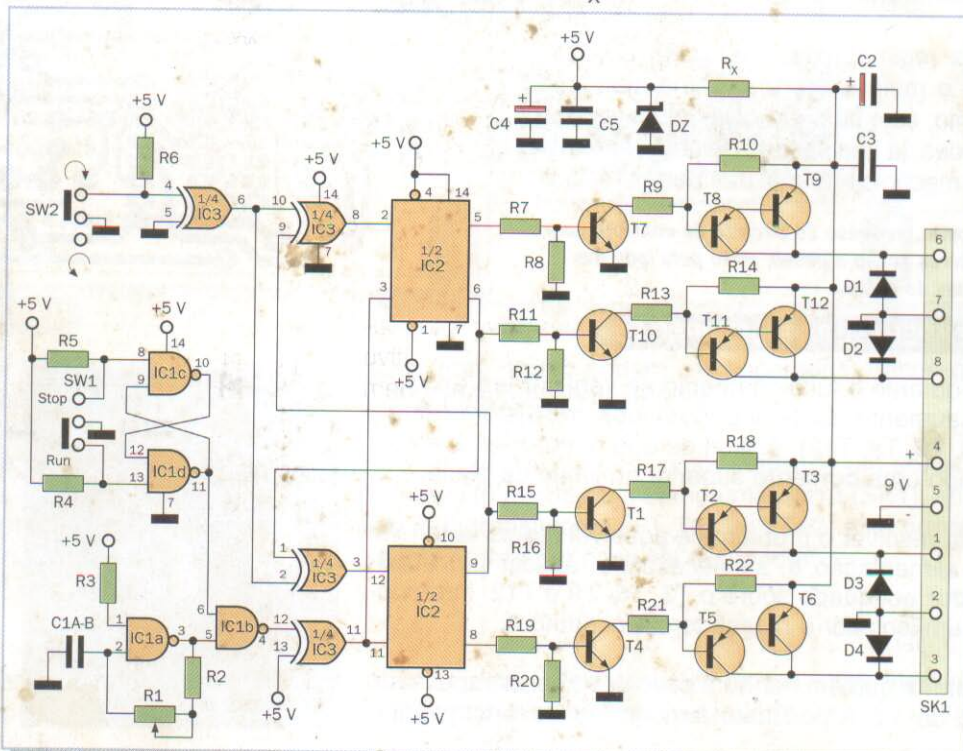 X
+5 V
+5 V
C2
+
RX
+
C4
C5
DZ
R10
C3
R6
+5 V
+5 V
T9
4
6
10
14
4
14
1/4
IC3
5
SW2
9
1/4
IC3
8
7
2
5
R7
R9
T8
T7
6
1/2
IC2
R8
R14
D1
3
6
R13
T12
7
+5 V
+5 V
1
7
R11
T10
T11
D2
R5
14
R12
8
8
10
SW1
IC1c
9
+5 V
Stop
R18
4
+
Run
12
IC1d
R17
T3
9 V
13
11
+5 V
R15
T2
5
R4
7
10
T1
+5 V
1
9
R16
1
1/4
IC3
3
12
R22
D3
R3
2
1/2
IC2
R21
T6
2
6
C1A-B
12
1/4
IC3
11
T5
1
IC1a
3
5
IC1b
4
11
8
R19
T4
D4
2
13
3
R2
13
R20
R1
+5 V
+5 V
SK1